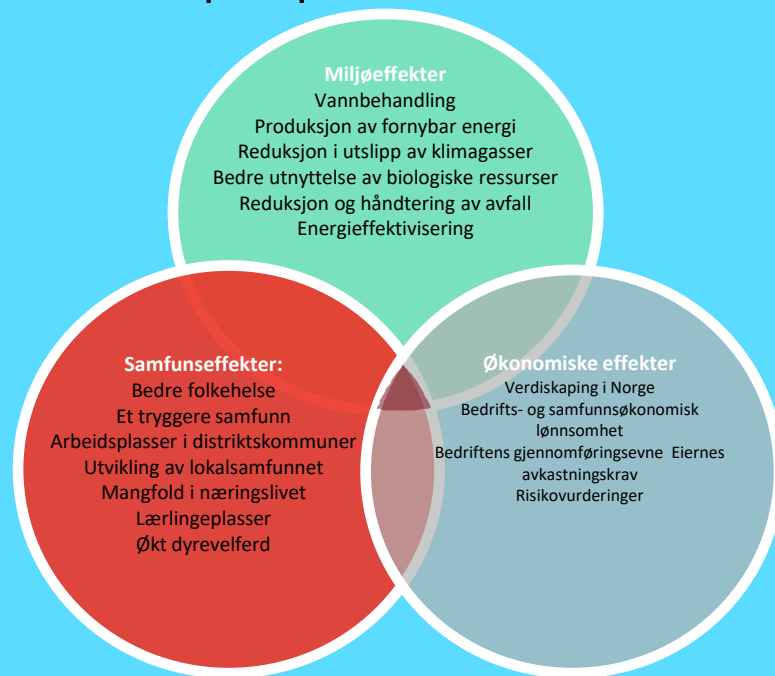 Miljøeffekter
Vannbehandling
Produksjon av fornybar energi
Reduksjon i utslipp av klimagasser
Bedre utnyttelse av biologiske ressurser
Reduksjon og håndtering av avfall
Energieffektivisering
Samfunseffekter:
Bedre folkehelse
Et tryggere samfunn
Arbeidsplasser i distriktskommuner
Utvikling av lokalsamfunnet
Mangfold i næringslivet
Lærlingeplasser
Økt dyrevelferd
Økonomiske effekter
Verdiskaping i Norge
Bedrifts- og samfunnsøkonomisk
lønnsomhet
Bedriftens gjennomføringsevne Eiernes
avkastningskrav
Risikovurderinger